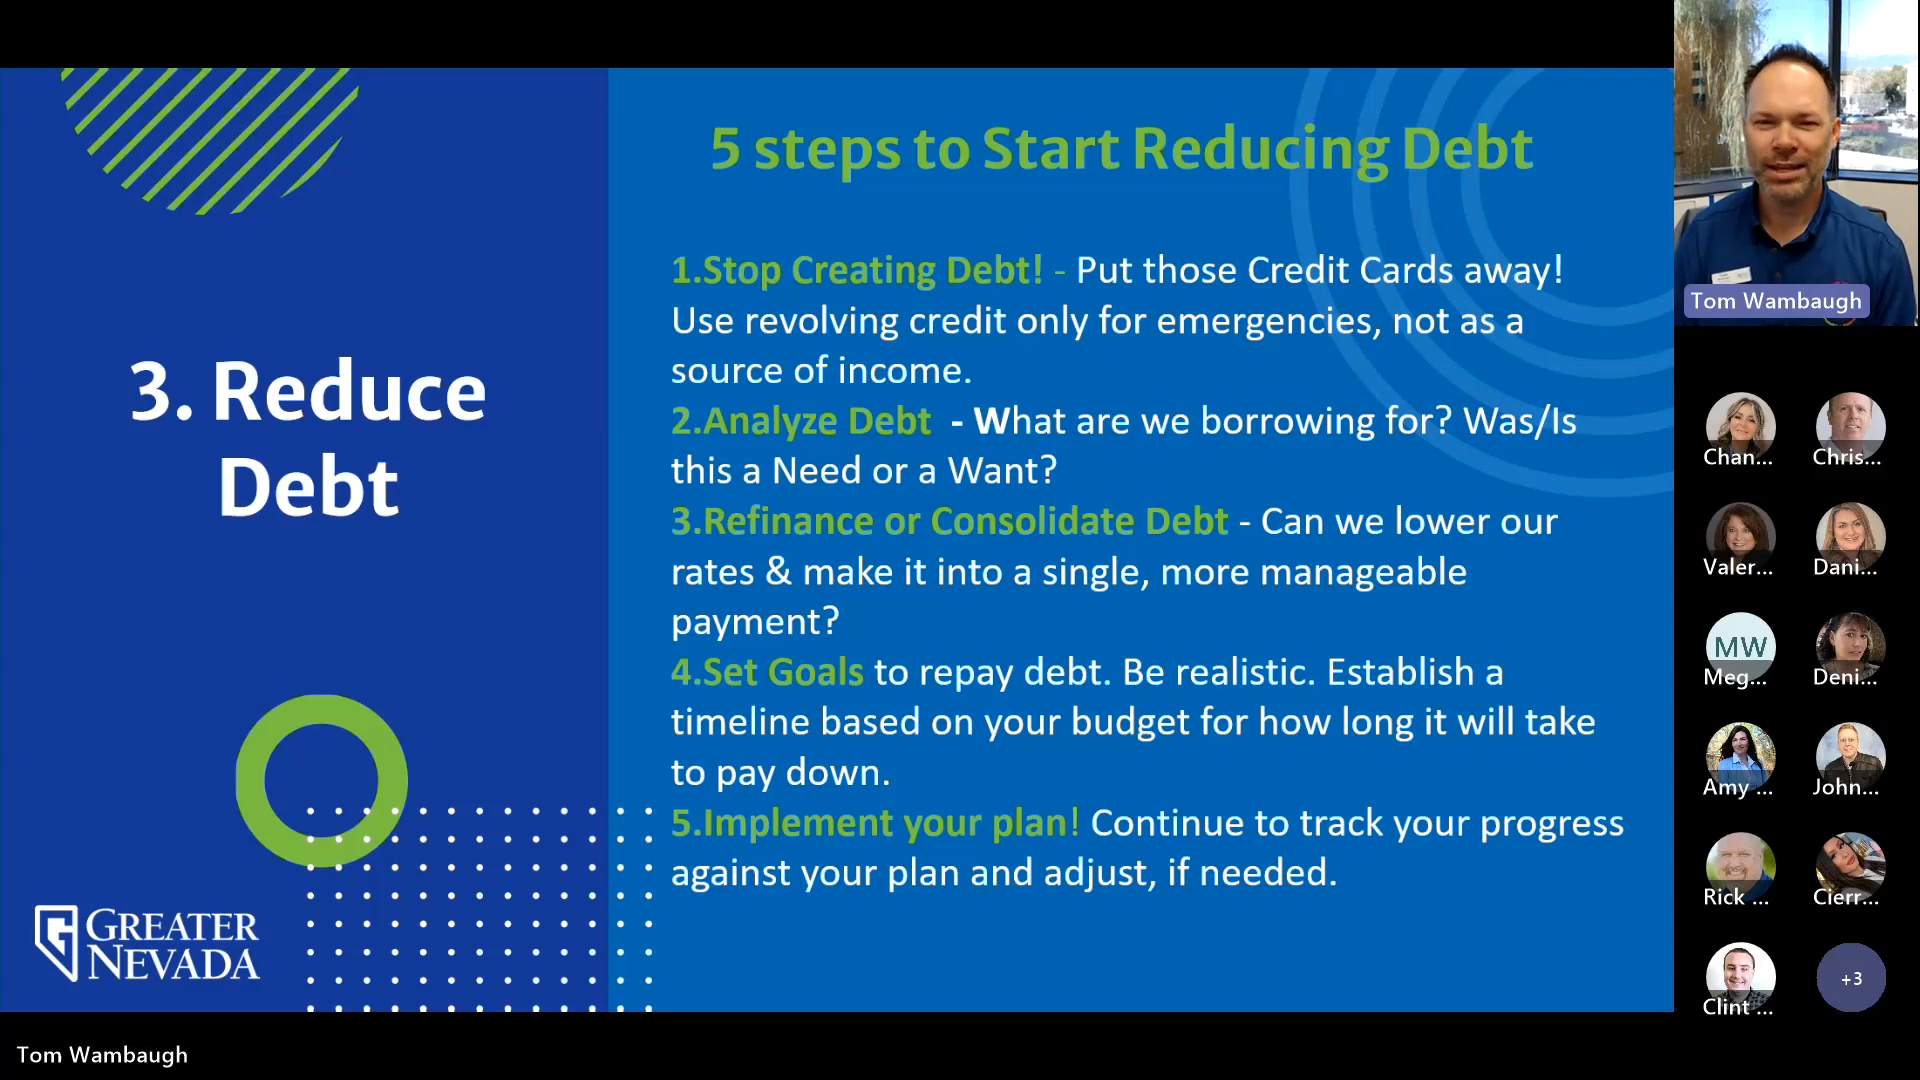 5 steps to Start Reducing Debt
3. Reduce
Debt
1.Stop Creating Debt! - Put those Credit Cards away!
Use revolving credit only for emergencies, not as a
source of income.
2.Analyze Debt - What are we borrowing for? Was/Is
this a Need or a Want?
3.Refinance or Consolidate Debt - Can we lower our
rates & make it into a single, more manageable
payment?
4.Set Goals to repay debt. Be realistic. Establish a
timeline based on your budget for how long it will take
to pay down.
5.Implement your plan! Continue to track your progress
against your plan and adjust, if needed.
GREATER
NEVADA
Tom Wambaugh
Tom Wambaugh
Chan...
Chris...
Valer...
Dani...
MW
Meg...
Deni...
Amy ...
John...
Rick ...
Cierr...
Clint ...
+3